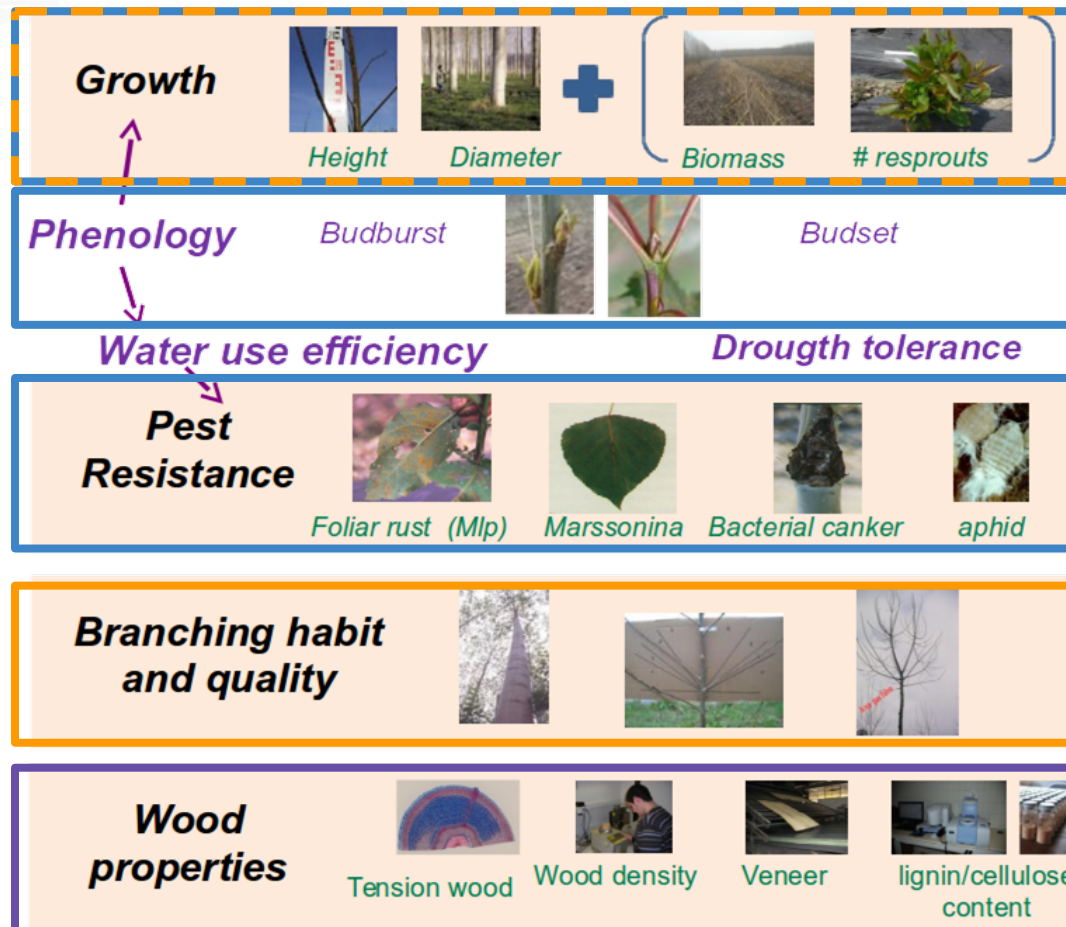 Growth
Height
Diameter
Biomass
# resprouts
Phenology
Budburst
Budset
Water use efficiency
Drougth tolerance
Pest
Resistance
Foliar rust (Mlp)
Marssonina
Bacterial canker
aphid
Branching habit
and quality
Wood
properties
Tension wood
Wood density
Veneer
lignin/cellulose
content